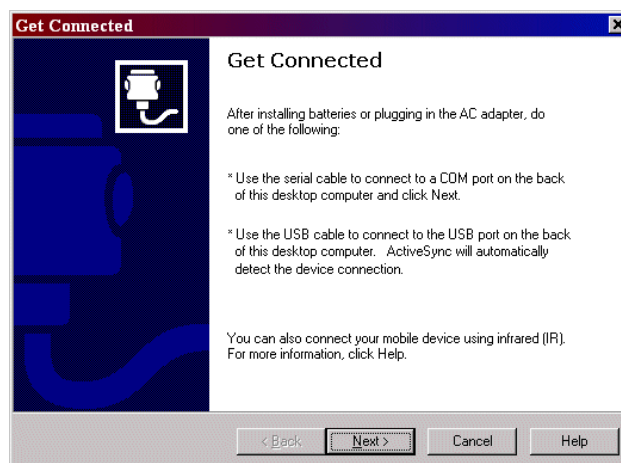 Get Connected
Get Connected
After installing batteries or plugging in the AC adapter, do
one of the following:
* Use the serial cable to connect to a COM port on the back
of this desktop computer and click Next.
* Use the USB cable to connect to the USB port on the back
of this desktop computer. ActiveSync will automatically
detect the device connection.
You can also connect your mobile device using infrared (IR).
For more information, click Help.
< Back Next > Cancel Help